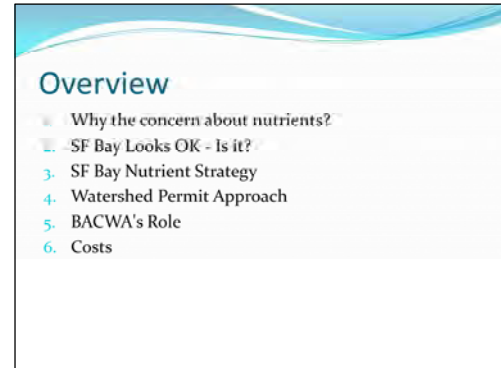 Overview
Why the concern about nutrients?
2. SF Bay Looks OK - Is it?
3. SF Bay Nutrient Strategy
4. Watershed Permit Approach
5. BACWA's Role
6. Costs